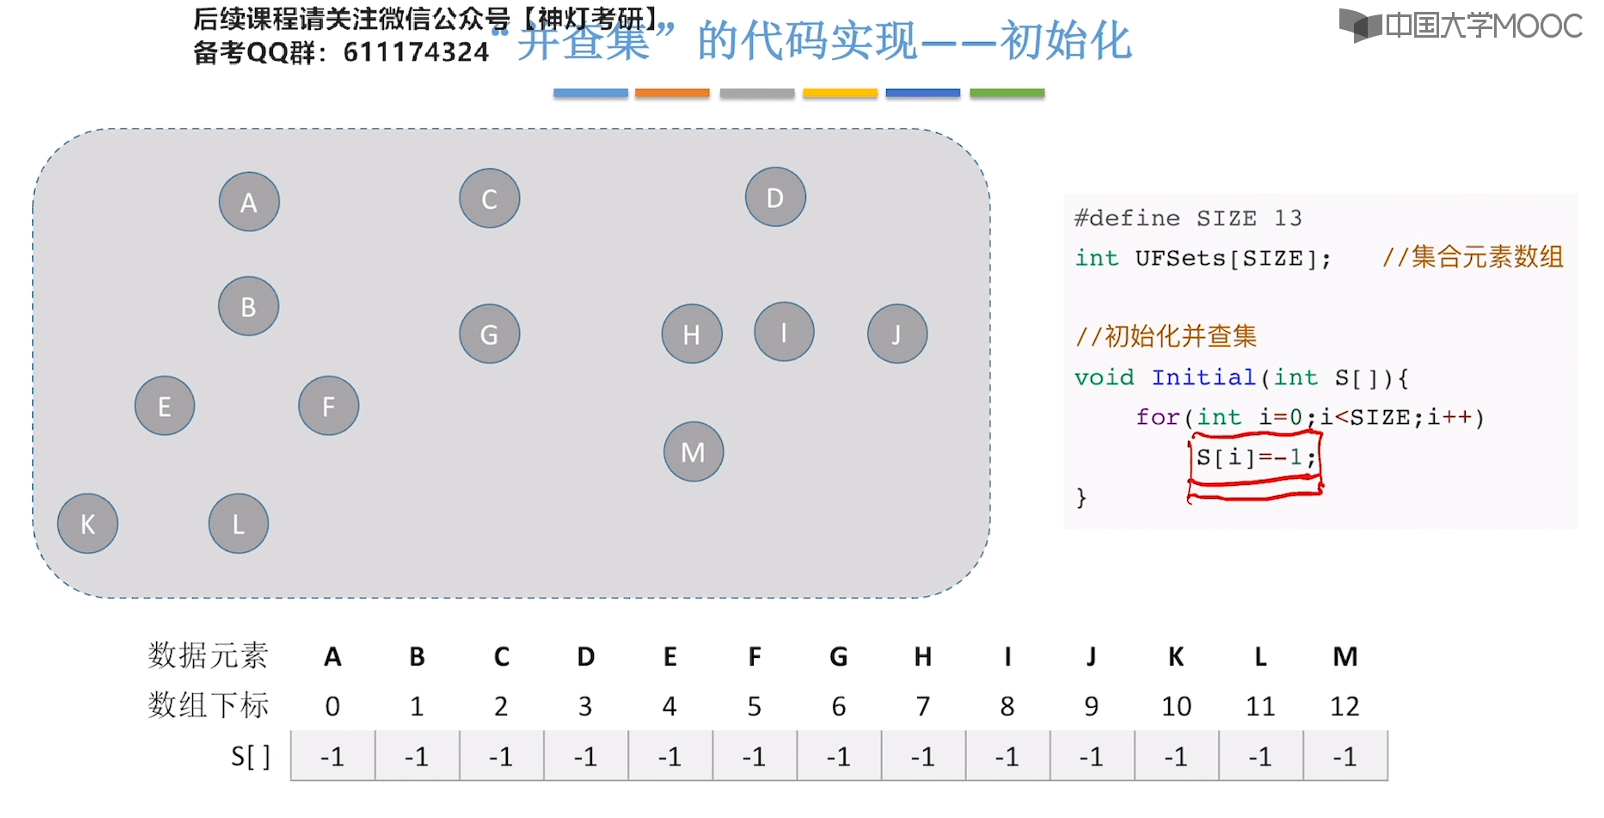 后续课程请关注微信公众号【神灯考研】
备考QQ群：611174324
“并查集”的代码实现——初始化
中国大学MOOC
A
C
D
B
G
H
I
J
E
F
M
K
L
#define SIZE 13
int UFSets[SIZE]; //集合元素数组
//初始化并查集
void Initial(int S[]){
for(int i=0;i<SIZE;i++)
S[i]=-1;
}
数据元素 A B C D E F G H I J K L M
数组下标 0 1 2 3 4 5 6 7 8 9 10 11 12
S[ ] -1 -1 -1 -1 -1 -1 -1 -1 -1 -1 -1 -1 -1